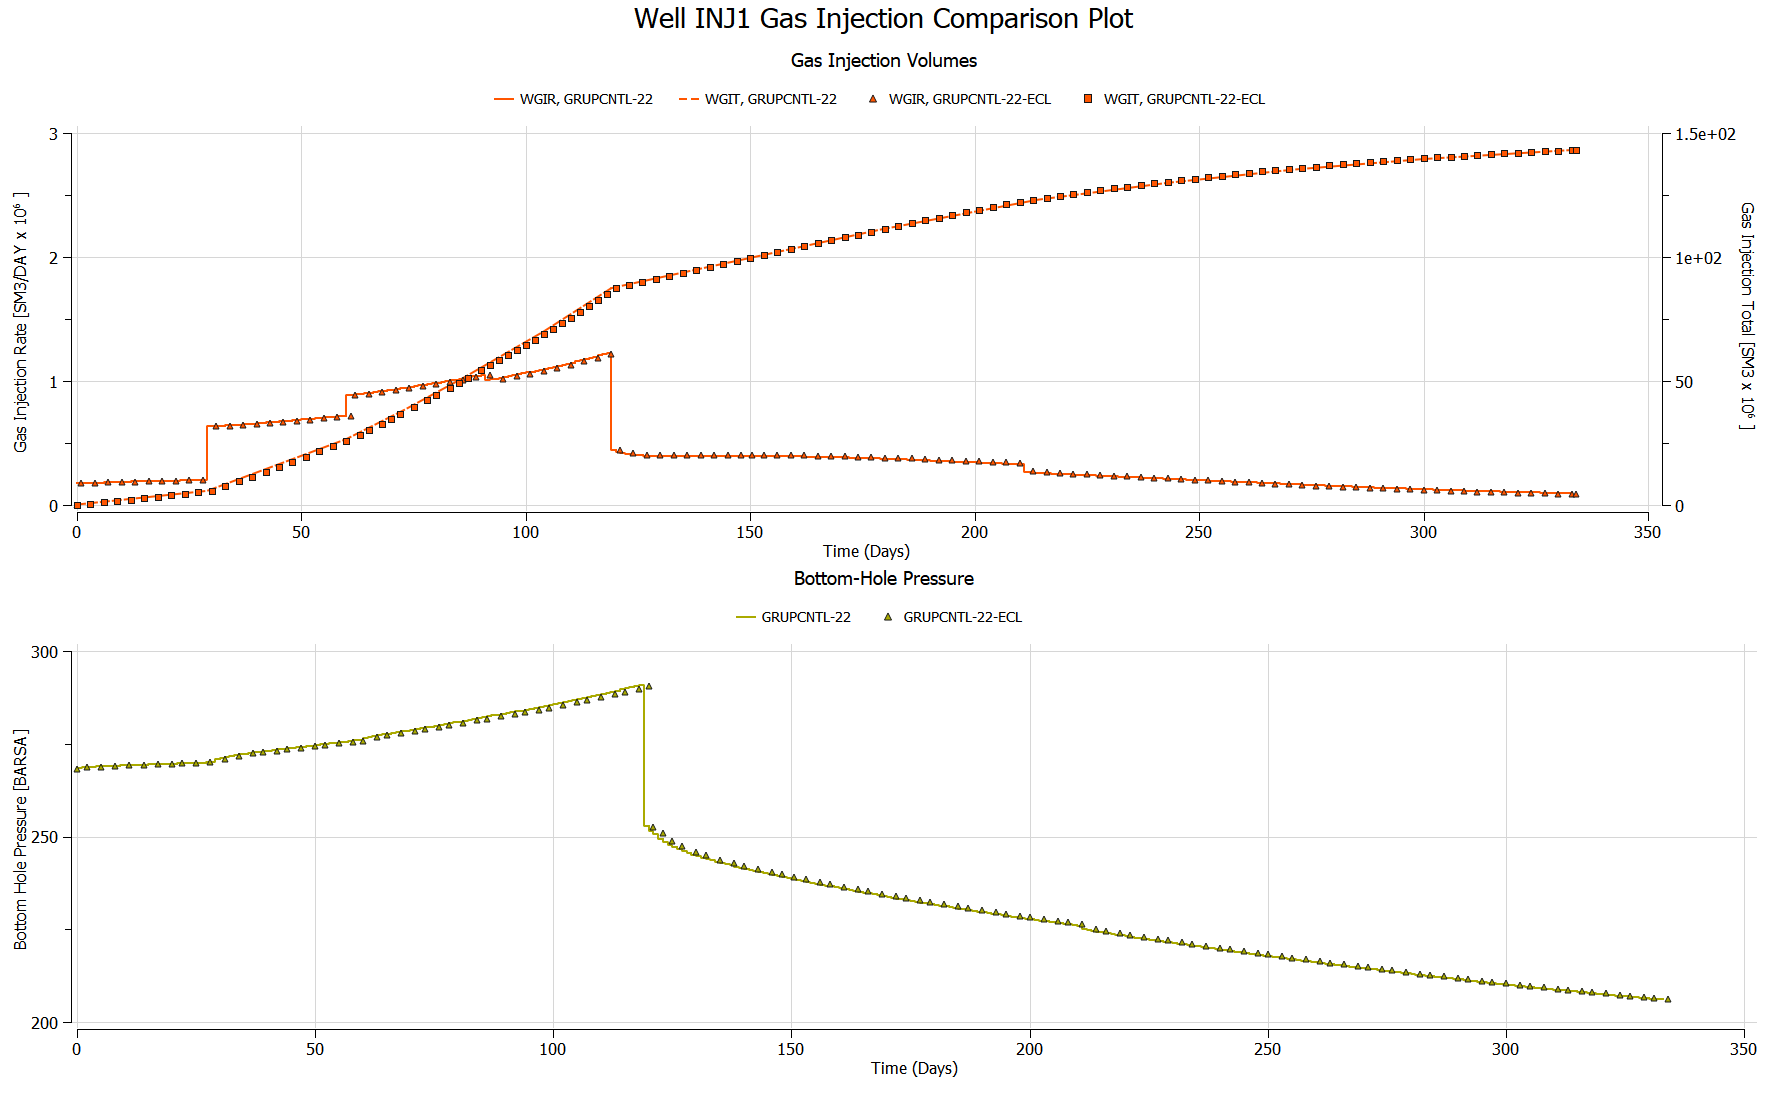 Well INJ1 Gas Injection Comparison Plot
Gas Injection Volumes
WGIR, GRUPCNTL-22 WGIT, GRUPCNTL-22 WGIR, GRUPCNTL-22-ECL WGIT, GRUPCNTL-22-ECL
Gas Injection Rate [SM3/DAY x 10⁶ ]
3
2
1
0
1.5e+02
1e+02
50
0
Gas Injection Total [SM3 x 10⁶ ]
0 50 100 150 200 250 300 350
Time (Days)
Bottom-Hole Pressure
GRUPCNTL-22 GRUPCNTL-22-ECL
Bottom Hole Pressure [BARSA]
300
250
200
0 50 100 150 200 250 300 350
Time (Days)